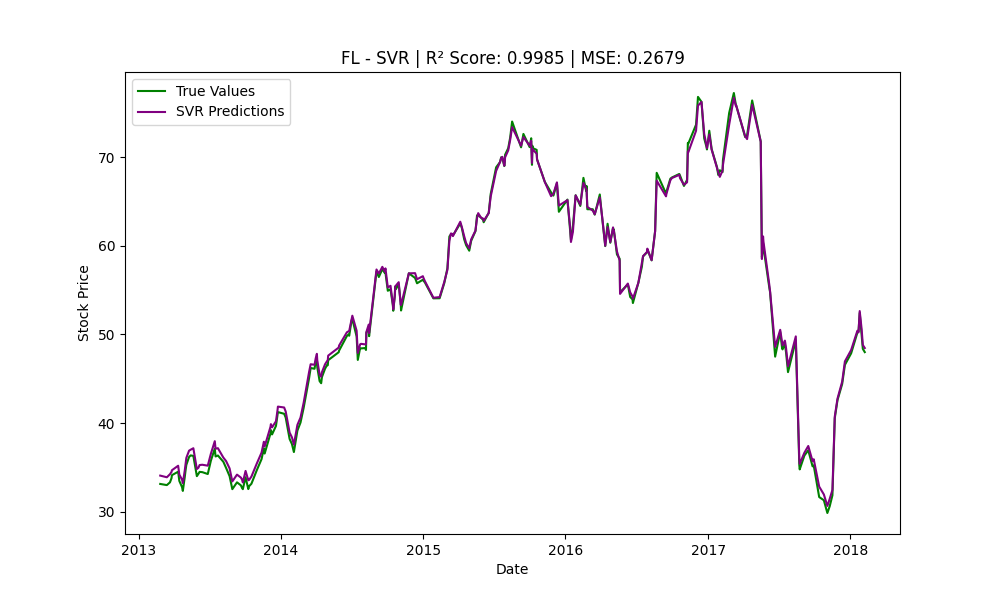 FL - SVR | R² Score: 0.9985 | MSE: 0.2679
True Values
SVR Predictions
Stock Price
70
60
50
40
30
2013 2014 2015 2016 2017 2018
Date